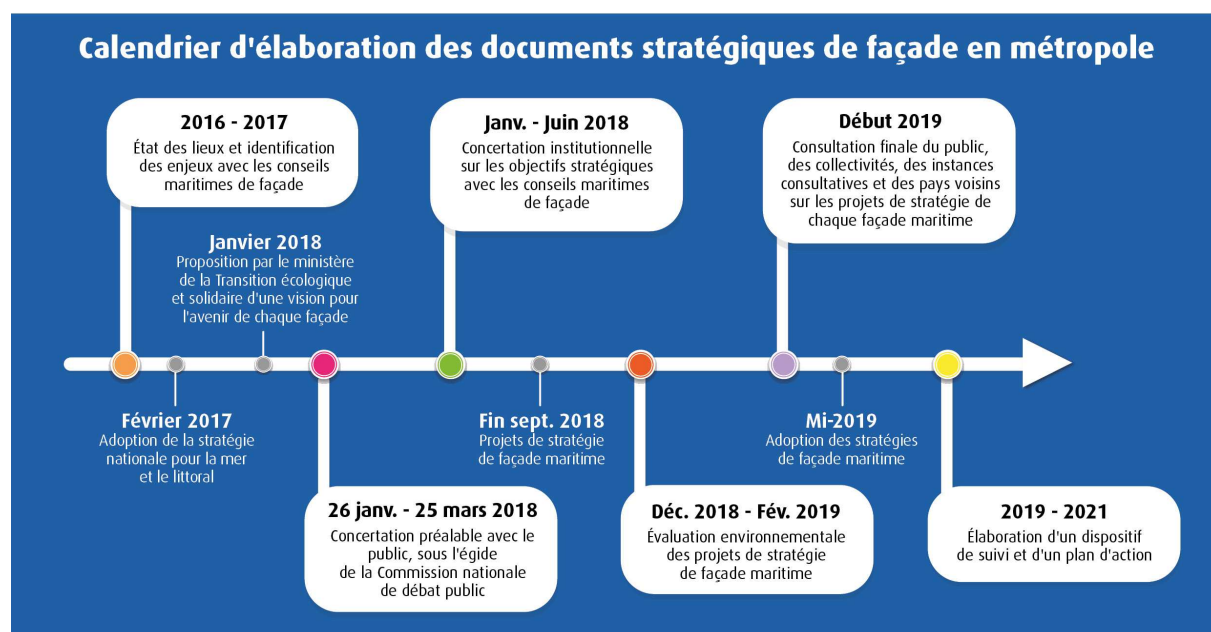 Calendrier d'élaboration des documents stratégiques de façade en métropole
2016 - 2017
État des lieux et identification
des enjeux avec les conseils
maritimes de façade
Janv. - Juin 2018
Concertation institutionnelle
sur les objectifs stratégiques
avec les conseils maritimes
de façade
Début 2019
Consultation finale du public,
des collectivités, des instances
consultatives et des pays voisins
sur les projets de stratégie de
chaque façade maritime
Janvier 2018
Proposition par le ministère
de la Transition écologique
et solidaire d'une vision pour
l'avenir de chaque façade
Février 2017
Adoption de la stratégie
nationale pour la mer
et le littoral
Fin sept. 2018
Projets de stratégie
de façade maritime
Mi-2019
Adoption des stratégies
de façade maritime
26 janv. - 25 mars 2018
Concertation préalable avec le
public, sous l'égide
de la Commission nationale
de débat public
Déc. 2018 - Fév. 2019
Évaluation environnementale
des projets de stratégie
de façade maritime
2019 - 2021
Élaboration d'un dispositif
de suivi et d'un plan d'action